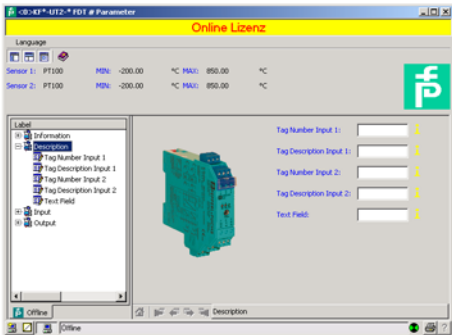 <0>KF*-UT2-* FDT # Parameter
Online Lizenz
Language
Sensor 1: PT100 MIN: -200.00 °C MAX: 850.00 °C
Sensor 2: PT100 MIN: -200.00 °C MAX: 850.00 °C
Label
Information
Description
Tag Number Input 1
Tag Description Input 1
Tag Number Input 2
Tag Description Input 2
Text Field
Input
Output
Tag Number Input 1:
Tag Description Input 1:
Tag Number Input 2:
Tag Description Input 2:
Text Field:
Offline
Description
Offline